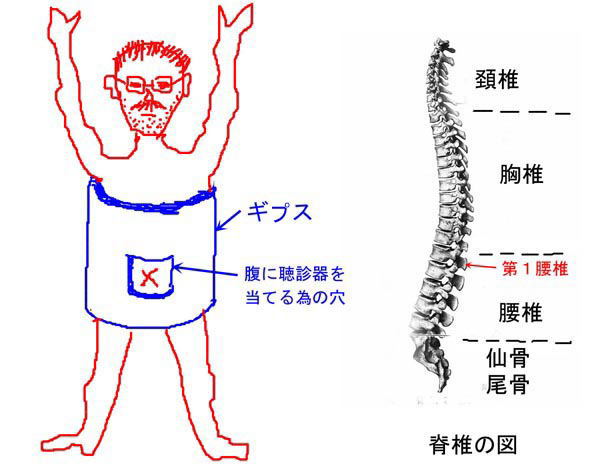 ギプス
腹に聴診器を
当てる為の穴
頚椎
胸椎
第１腰椎
腰椎
仙骨
尾骨
脊椎の図